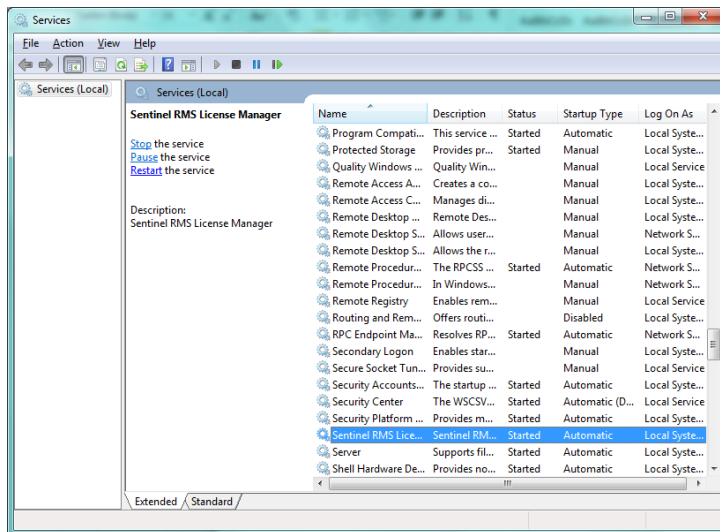 Services
File Action View Help
Services (Local)
Services (Local)
Sentinel RMS License Manager
Stop the service
Pause the service
Restart the service
Description:
Sentinel RMS License Manager
Name Description Status Startup Type Log On As
Program Compati... This service ... Started Automatic Local Syste...
Protected Storage Provides pr... Started Manual Local Syste...
Quality Windows ... Quality Win... Manual Local Service
Remote Access A... Creates a co... Manual Local Syste...
Remote Access C... Manages di... Manual Local Syste...
Remote Desktop ... Remote Des... Manual Local Syste...
Remote Desktop S... Allows user... Manual Network S...
Remote Desktop S... Allows the r... Manual Local Syste...
Remote Procedur... The RPCSS ... Started Automatic Network S...
Remote Procedur... In Windows... Manual Network S...
Remote Registry Enables rem... Manual Local Service
Routing and Rem... Offers routi... Disabled Local Syste...
RPC Endpoint Ma... Resolves RP... Started Automatic Network S...
Secondary Logon Enables star... Manual Local Syste...
Secure Socket Tun... Provides su... Manual Local Service
Security Accounts... The startup ... Started Automatic Local Syste...
Security Center The WSCSV... Started Automatic (D... Local Service
Security Platform ... Provides m... Started Automatic Local Syste...
Sentinel RMS Lice... Sentinel RM... Started Automatic Local Syste...
Server Supports fil... Started Automatic Local Syste...
Shell Hardware De... Provides no... Started Automatic Local Syste...
Extended Standard